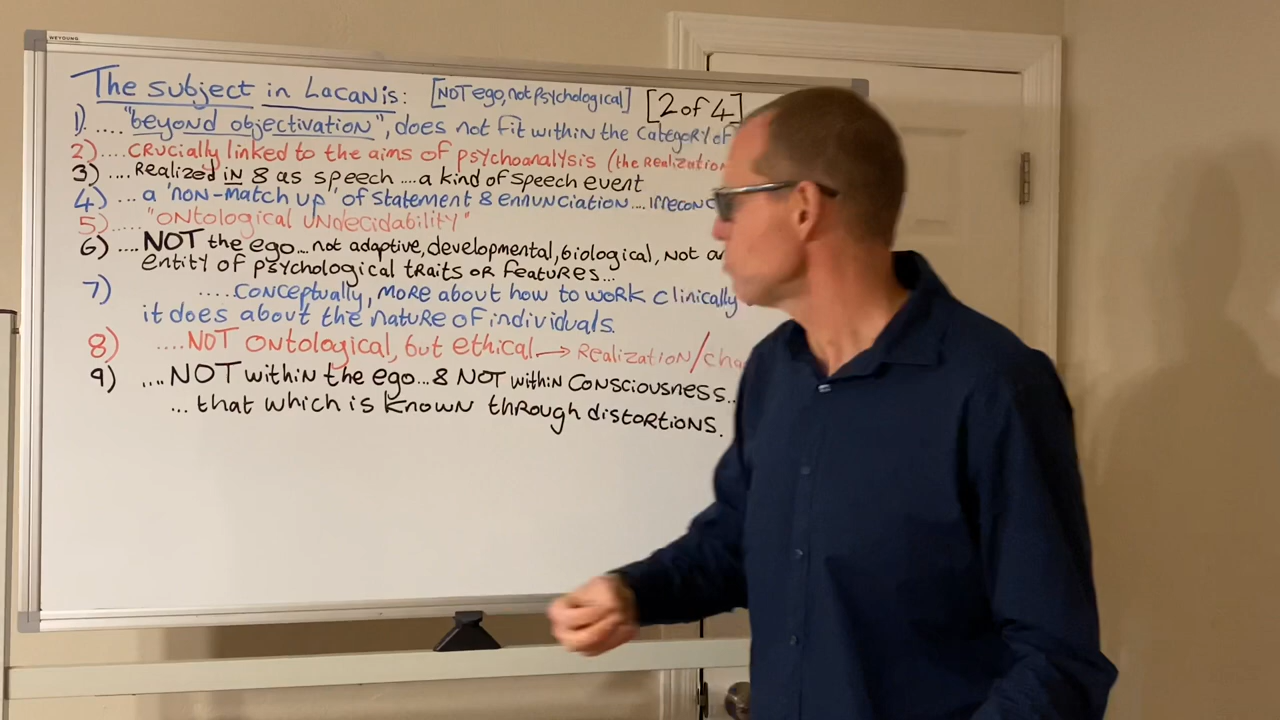 WEYOUNG
The subject in Lacan is: [NOT ego, not psychological] [2 of 4]
1).... "beyond objectivation", does not fit within the category of
2)....crucially linked to the aims of psychoanalysis (the realization
3)....Realized in & as speech....a kind of speech event
4) ...a 'non-match up' of statement & ennunciation...
5)....."ontological undecidability"
6)....NOT the ego...not adaptive, developmental, biological, not an
entity of psychological traits or features...
7) .....conceptually, more about how to work clinically
it does about the nature of individuals.
8) ....NOT ontological, but ethical→ Realization/
9) ....NOT within the ego...& NOT within consciousness..
...that which is known through distortions.